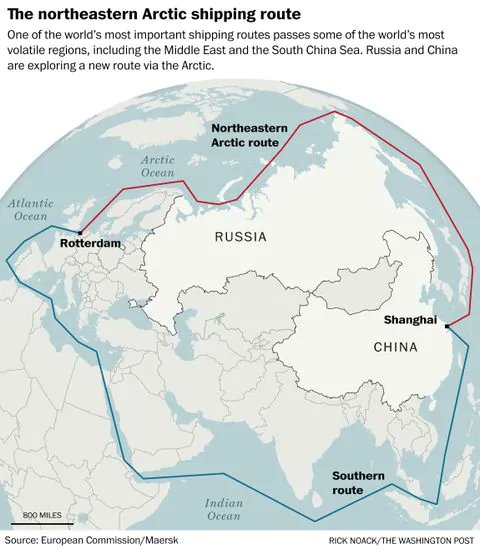 The northeastern Arctic shipping route
One of the world's most important shipping routes passes some of the world's most
volatile regions, including the Middle East and the South China Sea. Russia and China
are exploring a new route via the Arctic.
Northeastern
Arctic route
Arctic
Ocean
Atlantic
Ocean
Rotterdam
RUSSIA
Shanghai
CHINA
Southern
route
Indian
Ocean
800 MILES
Source: European Commission/Maersk
RICK NOACK/THE WASHINGTON POST